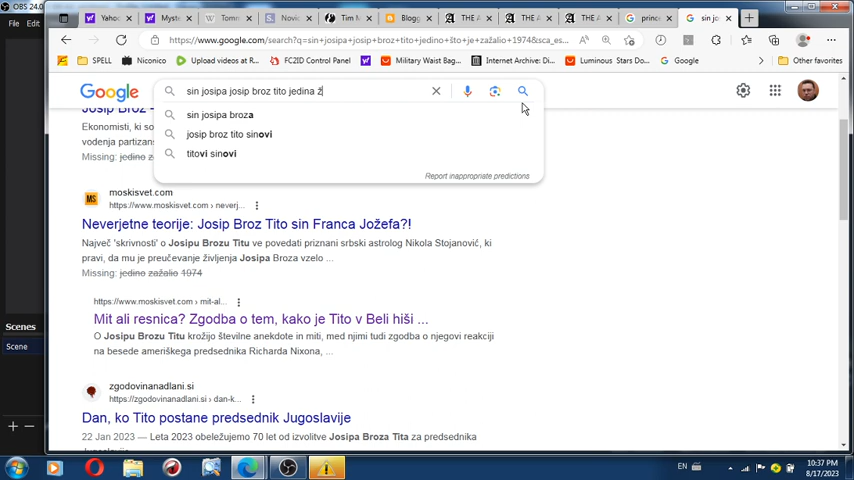 OBS 24.0
File Edit
Yahoo
Myste
Tomm
Novic
Tim M
Blogg
THE A
THE A
THE A
princ
sin jo
https://www.google.com/search?q=sin+josipa+josip+broz+tito+jedino+što+je+zažalio+1974&sca_es...
SPELL
Niconico
Upload videos at R...
FC2ID Control Panel
Military Waist Bag...
Internet Archive: Di...
Luminous Soldier |...
Google
Other favorites
Google
sin josipa josip broz tito jedina ž
sin josipa broza
josip broz tito sinovi
titovi sinovi
Report inappropriate predictions
Josip Broz -
Ekonomisti, ki so
vodenja partizans
Missing: jedino z
moskisvet.com
https://www.moskisvet.com › neverj...
Neverjetne teorije: Josip Broz Tito sin Franca Jožefa?!
Največ 'skrivnosti' o Josipu Brozu Titu ve povedati priznani srbski astrolog Nikola Stojanović, ki
pravi, da mu je preučevanje življenja Josipa Broza vzelo ...
Missing: jedino zažalio 1974
https://www.moskisvet.com › mit-al...
Mit ali resnica? Zgodba o tem, kako je Tito v Beli hiši ...
O Josipu Brozu Titu krožijo številne anekdote in miti, med njimi tudi zgodba o njegovi reakciji
na besede ameriškega predsednika Richarda Nixona, ...
zgodovinanadlani.si
https://zgodovinanadlani.si › dan-k...
Dan, ko Tito postane predsednik Jugoslavije
22 Jan 2023 — Leta 2023 obeležujemo 70 let od izvolitve Josipa Broza Tita za predsednika
Scenes
Scene
EN
10:37 PM
8/17/2023